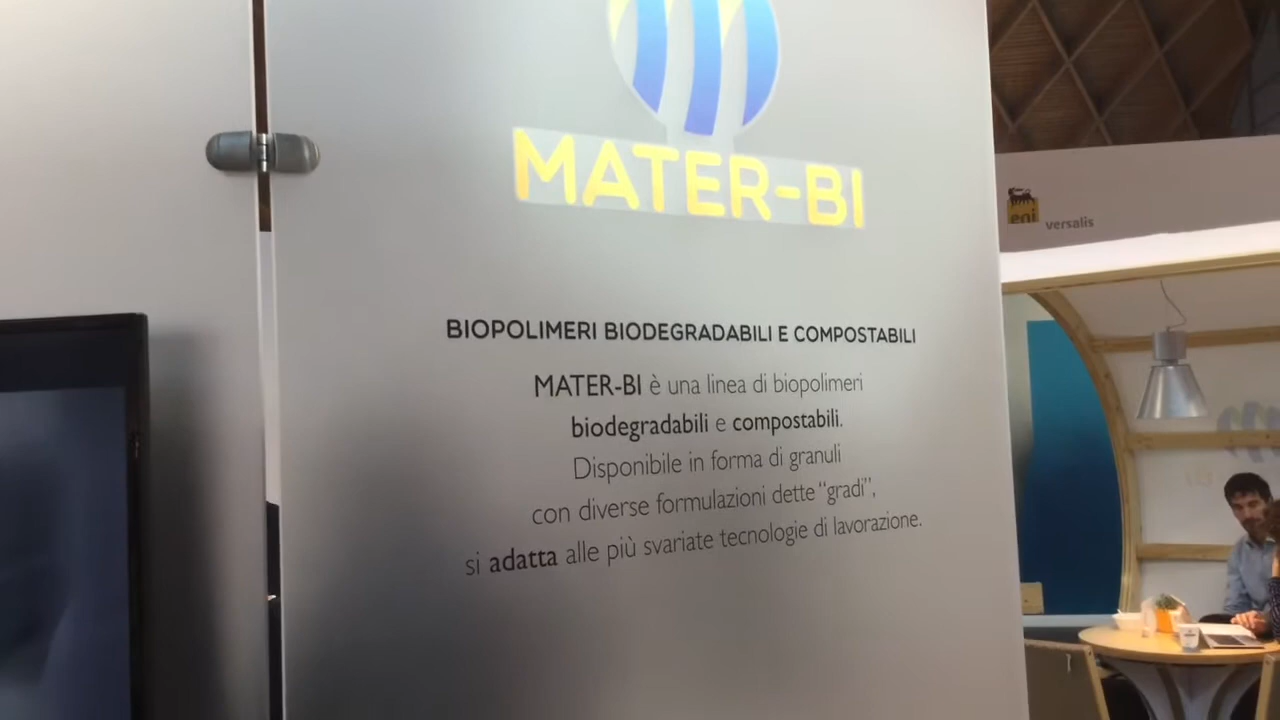 MATER-BI
BIOPOLIMERI BIODEGRADABILI E COMPOSTABILI
MATER-BI è una linea di biopolimeri
biodegradabili e compostabili.
Disponibile in forma di granuli
con diverse formulazioni dette “gradi”,
si adatta alle più svariate tecnologie di lavorazione.
eni
versalis